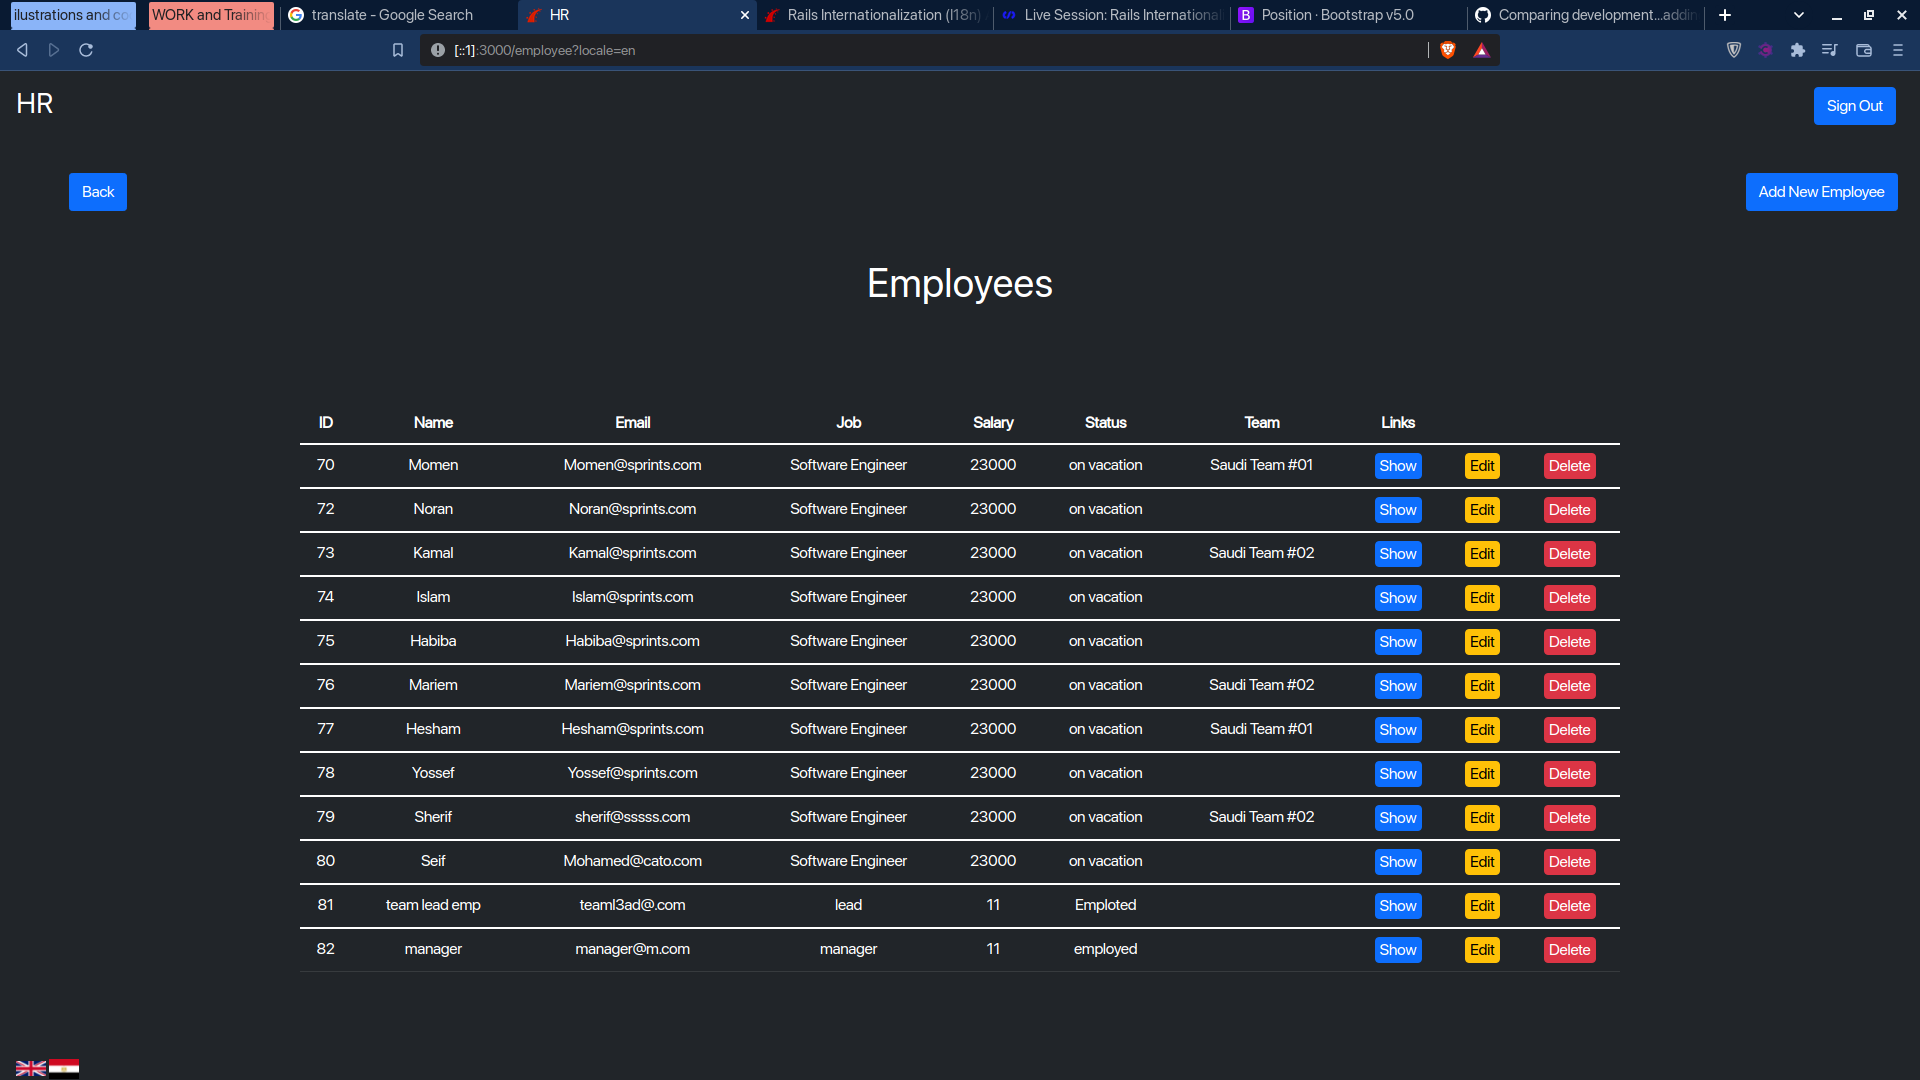 ilustrations and co
WORK and Training
translate - Google Search
HR
Rails Internationalization (I18n)
Live Session: Rails International
Position · Bootstrap v5.0
Comparing development...addin
[::1]:3000/employee?locale=en
HR
Sign Out
Back
Add New Employee
Employees
ID Name Email Job Salary Status Team Links
70 Momen Momen@sprints.com Software Engineer 23000 on vacation Saudi Team #01 Show Edit Delete
72 Noran Noran@sprints.com Software Engineer 23000 on vacation Show Edit Delete
73 Kamal Kamal@sprints.com Software Engineer 23000 on vacation Saudi Team #02 Show Edit Delete
74 Islam Islam@sprints.com Software Engineer 23000 on vacation Show Edit Delete
75 Habiba Habiba@sprints.com Software Engineer 23000 on vacation Show Edit Delete
76 Mariem Mariem@sprints.com Software Engineer 23000 on vacation Saudi Team #02 Show Edit Delete
77 Hesham Hesham@sprints.com Software Engineer 23000 on vacation Saudi Team #01 Show Edit Delete
78 Yossef Yossef@sprints.com Software Engineer 23000 on vacation Show Edit Delete
79 Sherif sherif@sssss.com Software Engineer 23000 on vacation Saudi Team #02 Show Edit Delete
80 Seif Mohamed@cato.com Software Engineer 23000 on vacation Show Edit Delete
81 team lead emp teaml3ad@.com lead 11 Emploted Show Edit Delete
82 manager manager@m.com manager 11 employed Show Edit Delete